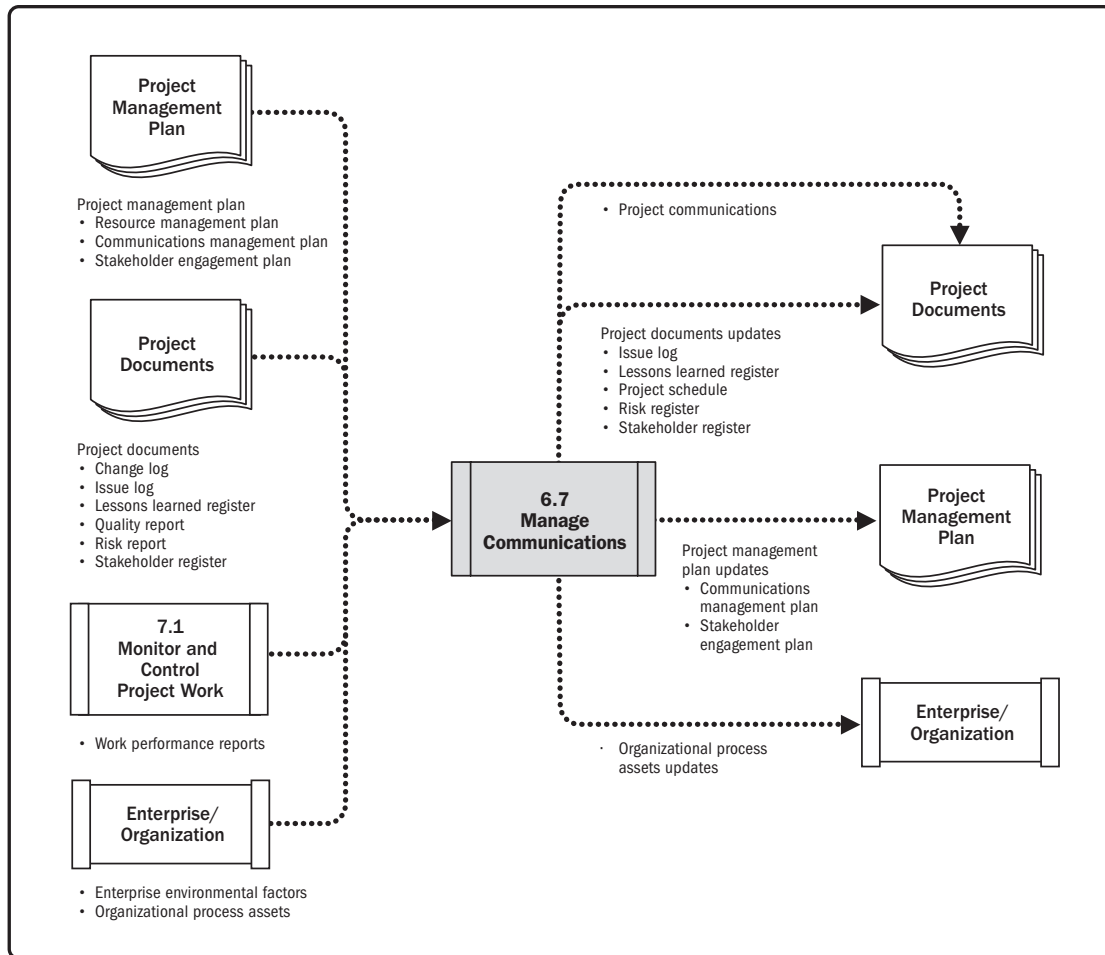 Project
Management
Plan
Project management plan
• Resource management plan
• Communications management plan
• Stakeholder engagement plan
Project
Documents
Project documents
• Change log
• Issue log
• Lessons learned register
• Quality report
• Risk report
• Stakeholder register
7.1
Monitor and
Control
Project Work
• Work performance reports
Enterprise/
Organization
• Enterprise environmental factors
• Organizational process assets
6.7
Manage
Communications
• Project communications
Project
Documents
Project documents updates
• Issue log
• Lessons learned register
• Project schedule
• Risk register
• Stakeholder register
Project
Management
Plan
Project management
plan updates
• Communications
management plan
• Stakeholder
engagement plan
Enterprise/
Organization
· Organizational process
assets updates